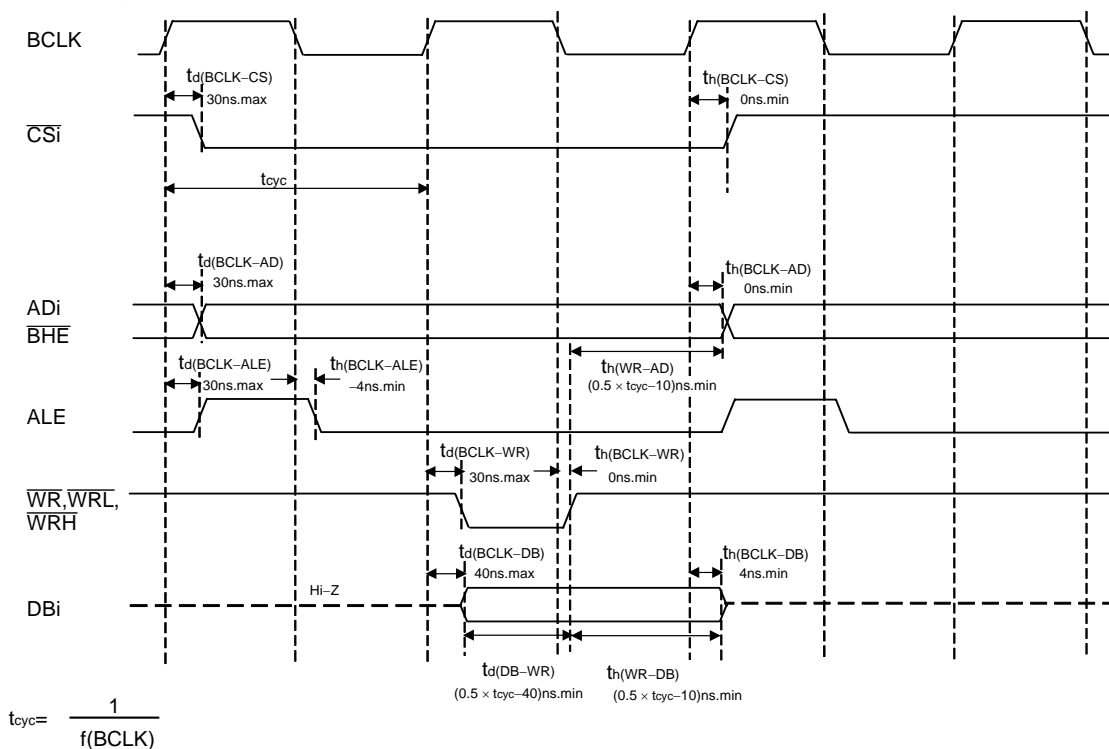 BCLK
td(BCLK–CS)
30ns.max
th(BCLK–CS)
0ns.min
CSi
tcyc
td(BCLK–AD)
30ns.max
th(BCLK–AD)
0ns.min
ADi
BHE
td(BCLK–ALE)
30ns.max
th(BCLK–ALE)
–4ns.min
th(WR–AD)
(0.5 × tcyc–10)ns.min
ALE
td(BCLK–WR)
30ns.max
th(BCLK–WR)
0ns.min
WR,WRL,
WRH
td(BCLK–DB)
40ns.max
th(BCLK–DB)
4ns.min
Hi–Z
DBi
td(DB–WR)
(0.5 × tcyc–40)ns.min
th(WR–DB)
(0.5 × tcyc–10)ns.min
tcyc= 1
f(BCLK)